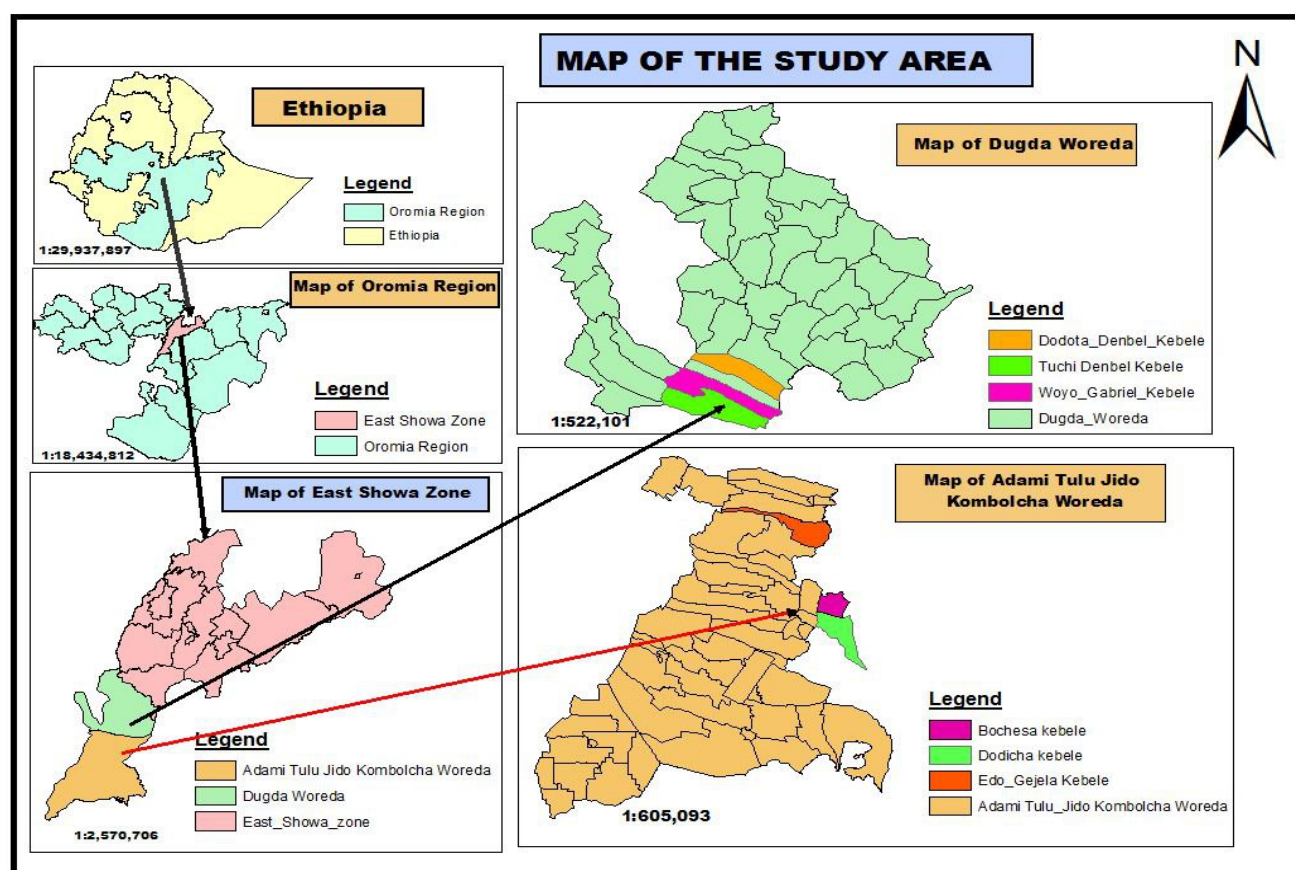 MAP OF THE STUDY AREA
N
Ethiopia
Legend
Oromia Region
Ethiopia
1:29,937,897
Map of Oromia Region
Legend
East Showa Zone
Oromia Region
1:18,434,812
Map of East Showa Zone
Legend
Adami Tulu Jido Kombolcha Woreda
Dugda Woreda
East_Showa_zone
1:2,570,706
Map of Dugda Woreda
Legend
Dodota_Denbel_Kebele
Tuchi Denbel Kebele
Woyo_Gabriel_Kebele
Dugda_Woreda
1:522,101
Map of Adami Tulu Jido
Kombolcha Woreda
Legend
Bochesa kebele
Dodicha kebele
Edo_Gejela Kebele
Adami Tulu_Jido Kombolcha Woreda
1:605,093